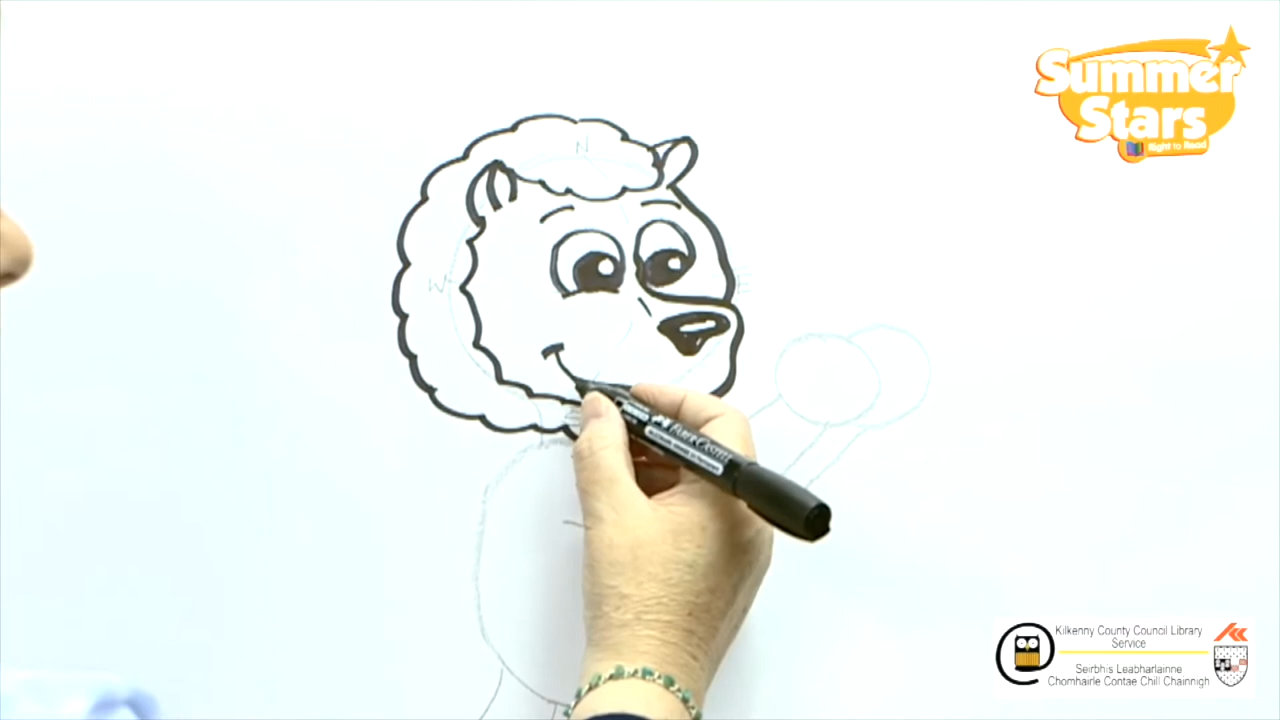 Summer
Stars
Right to Read
N
W
E
FABER-CASTELL
Kilkenny County Council Library
Service
Seirbhís Leabharlainne
Chomhairle Contae Chill Chainnigh